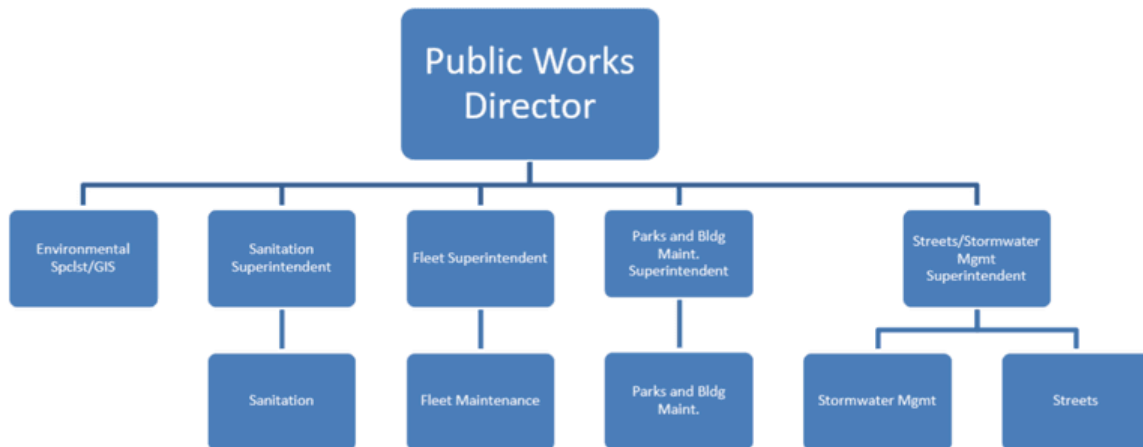 Public Works
Director
Environmental
Spclst/GIS
Sanitation
Superintendent
Fleet Superintendent
Parks and Bldg
Maint.
Superintendent
Streets/Stormwater
Mgmt
Superintendent
Sanitation
Fleet Maintenance
Parks and Bldg
Maint.
Stormwater Mgmt
Streets